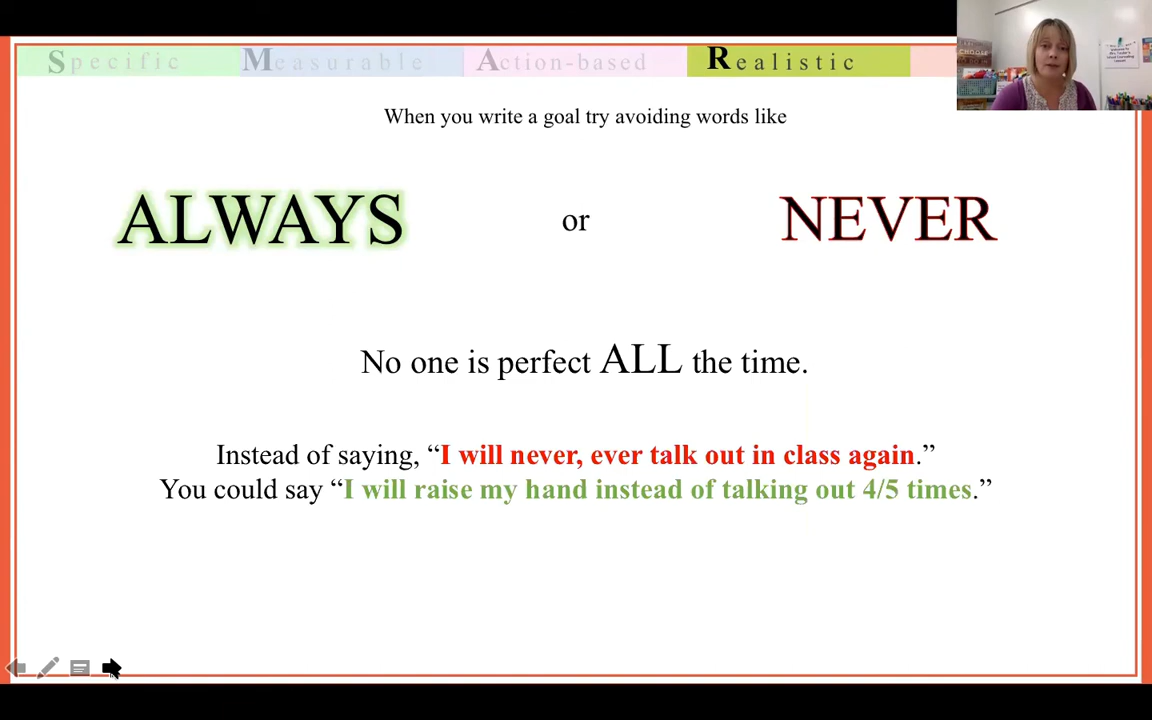 Specific Measurable Action-based Realistic
When you write a goal try avoiding words like
ALWAYS or NEVER
No one is perfect ALL the time.
Instead of saying, “I will never, ever talk out in class again.”
You could say “I will raise my hand instead of talking out 4/5 times.”